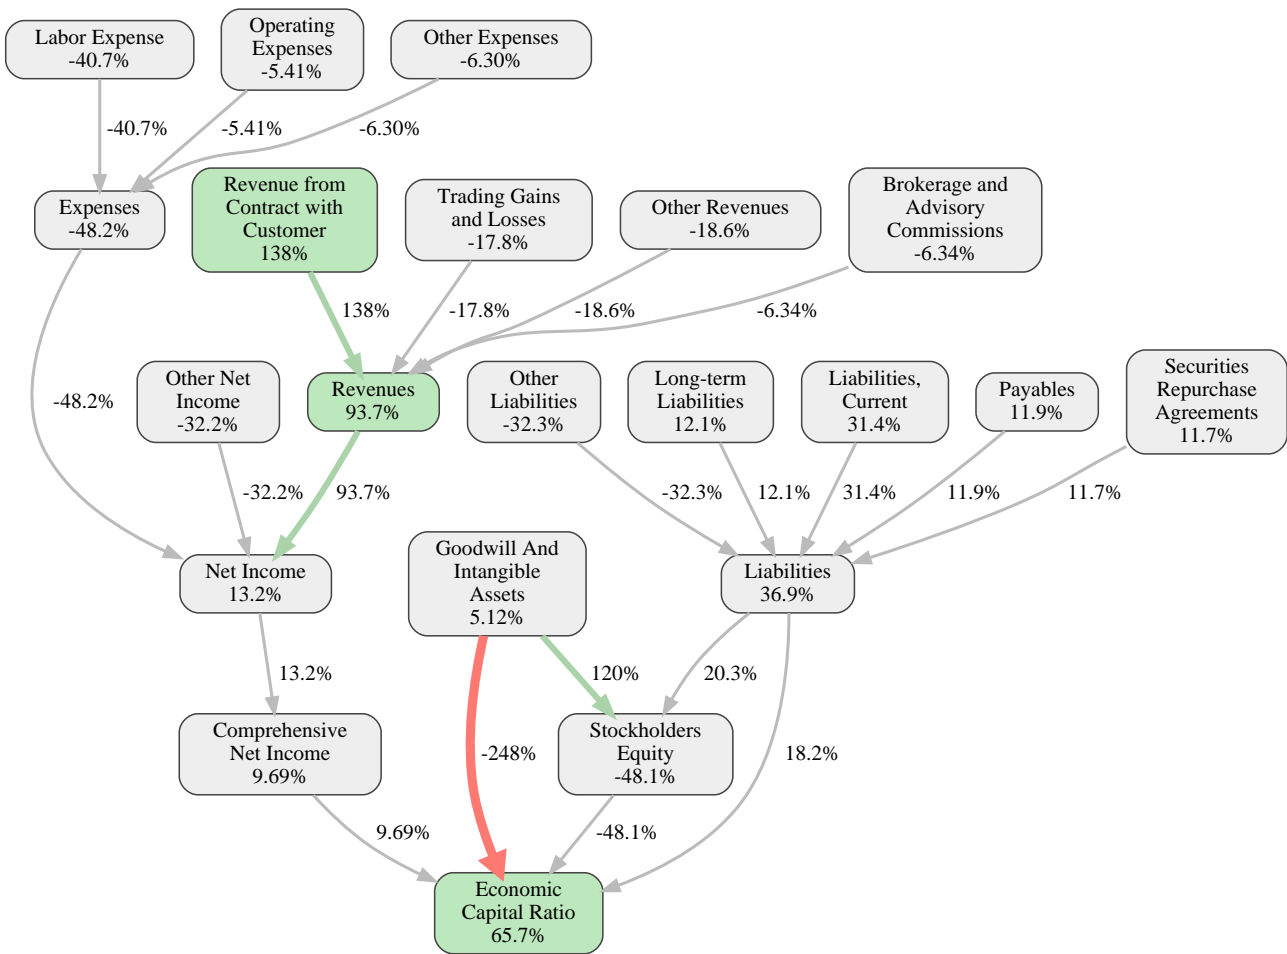 Labor Expense
-40.7%
Operating
Expenses
-5.41%
Other Expenses
-6.30%
-40.7%
-5.41%
-6.30%
Expenses
-48.2%
Revenue from
Contract with
Customer
138%
Trading Gains
and Losses
-17.8%
Other Revenues
-18.6%
Brokerage and
Advisory
Commissions
-6.34%
138%
-17.8%
-18.6%
-6.34%
-48.2%
Other Net
Income
-32.2%
Revenues
93.7%
Other
Liabilities
-32.3%
Long-term
Liabilities
12.1%
Liabilities,
Current
31.4%
Payables
11.9%
Securities
Repurchase
Agreements
11.7%
-32.2%
93.7%
-32.3%
12.1%
31.4%
11.9%
11.7%
Net Income
13.2%
Goodwill And
Intangible
Assets
5.12%
Liabilities
36.9%
13.2%
120%
20.3%
Comprehensive
Net Income
9.69%
-248%
Stockholders
Equity
-48.1%
18.2%
9.69%
-48.1%
Economic
Capital Ratio
65.7%